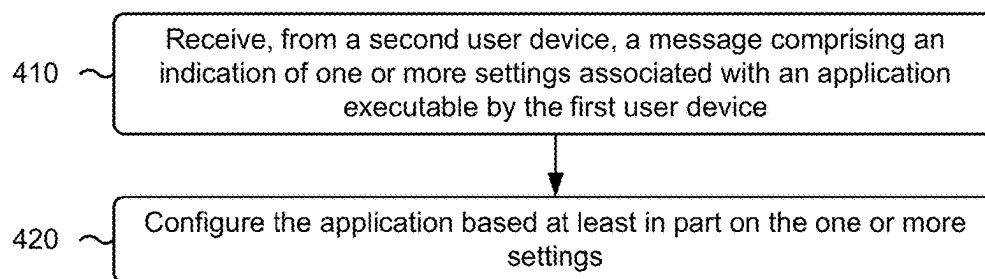 Receive, from a second user device, a message comprising an
410 indication of one or more settings associated with an application
executable by the first user device
Configure the application based at least in part on the one or more
420 settings